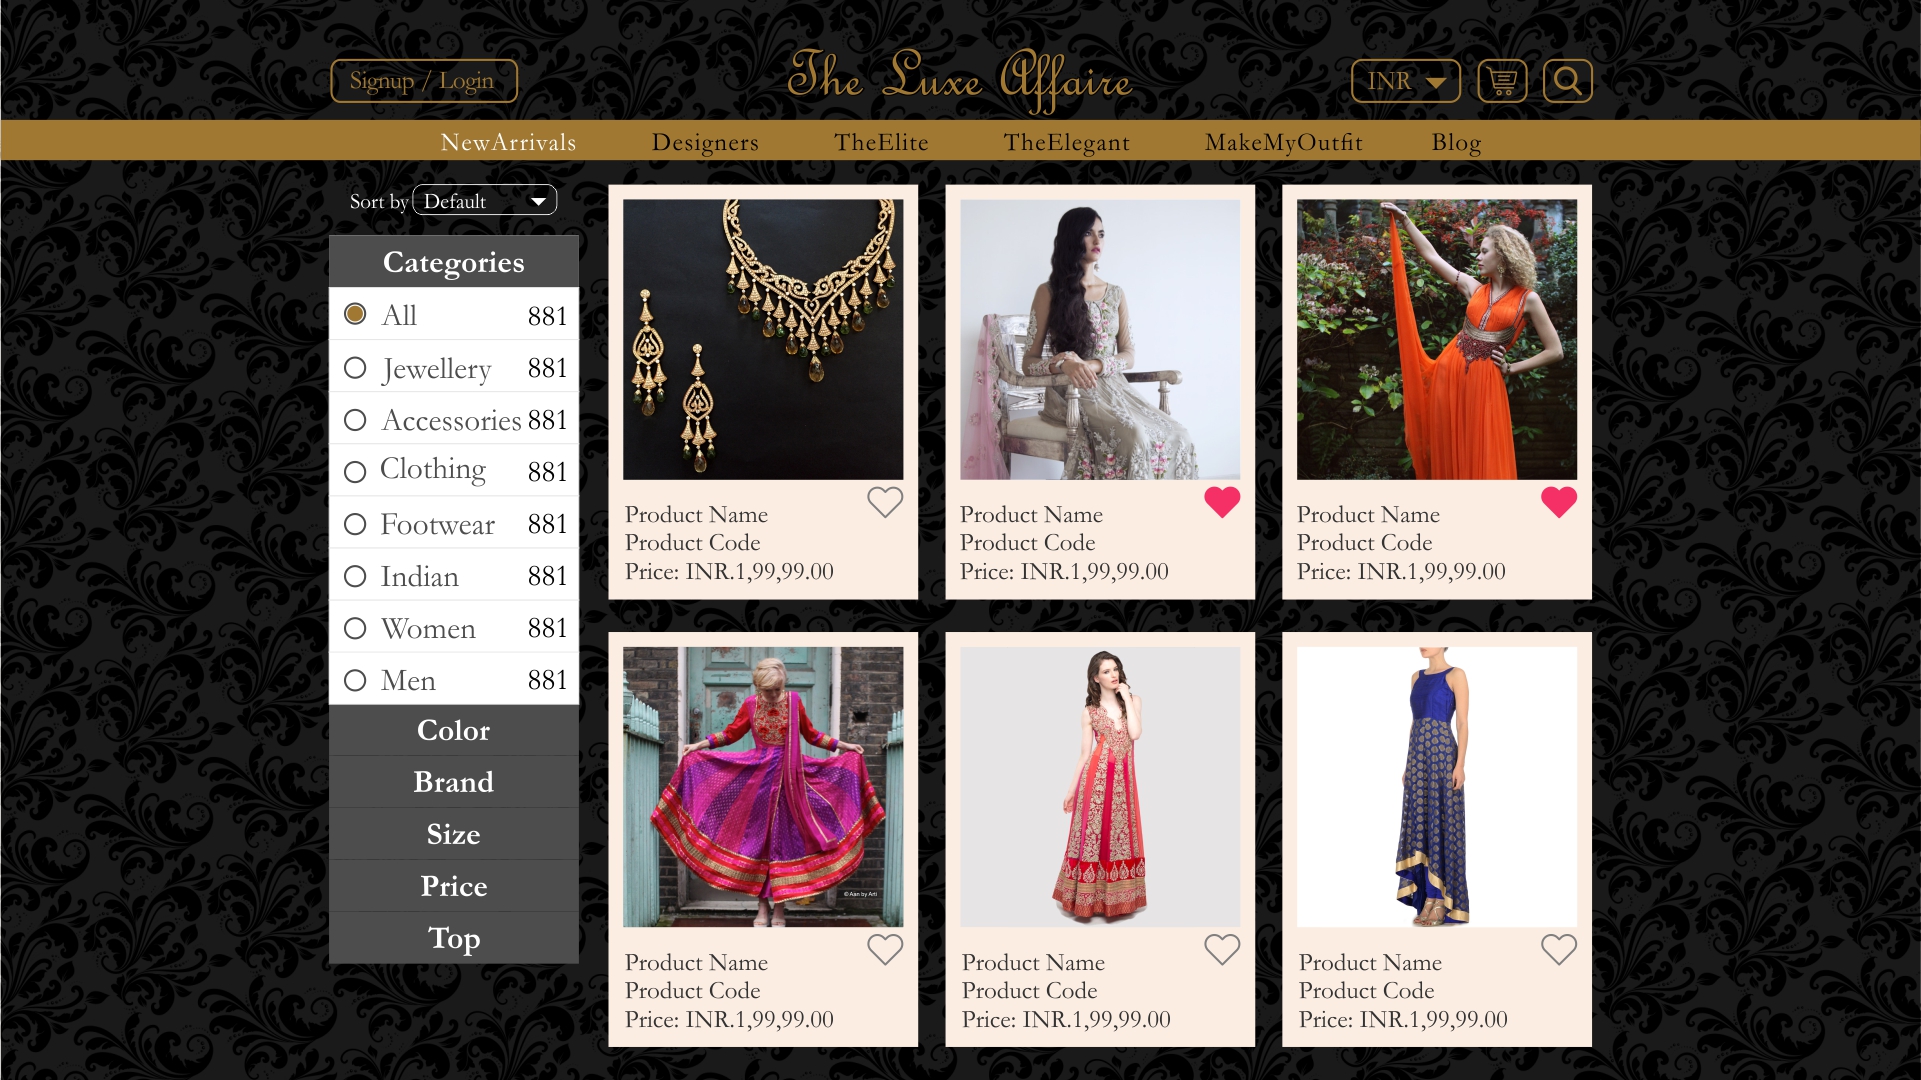 Signup / Login
The Luxe Affaire
INR
NewArrivals
Designers
TheElite
TheElegant
MakeMyOutfit
Blog
Sort by Default
Categories
All 881
Jewellery 881
Accessories 881
Clothing 881
Footwear 881
Indian 881
Women 881
Men 881
Color
Brand
Size
Price
Top
Product Name
Product Code
Price: INR.1,99,99.00
Product Name
Product Code
Price: INR.1,99,99.00
Product Name
Product Code
Price: INR.1,99,99.00
© Aan by Arti
Product Name
Product Code
Price: INR.1,99,99.00
Product Name
Product Code
Price: INR.1,99,99.00
Product Name
Product Code
Price: INR.1,99,99.00